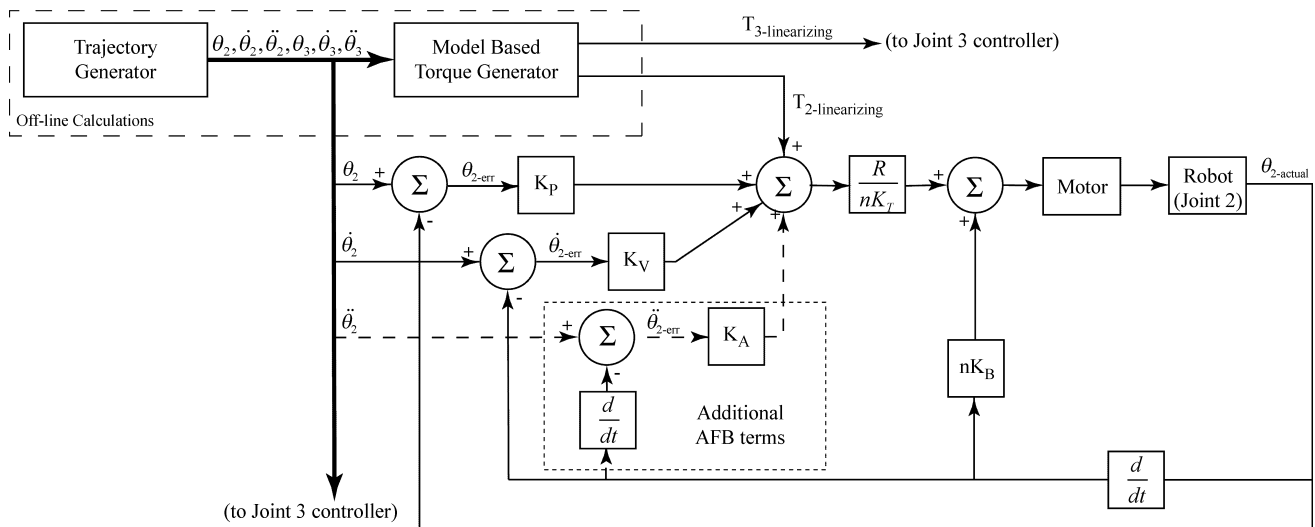 T3-linearizing
(to Joint 3 controller)
Trajectory
Generator
θ2, θ̇2, θ̈2, θ3, θ̇3, θ̈3
Model Based
Torque Generator
T2-linearizing
Off-line Calculations
θ2
+
Σ
-
θ2-err
KP
+
+
+
+
Σ
R
nKT
+
Σ
+
Motor
Robot
(Joint 2)
θ2-actual
θ̇2
+
Σ
-
θ̇2-err
KV
θ̈2
+
Σ
-
θ̈2-err
KA
nKB
d
dt
Additional
AFB terms
d
dt
(to Joint 3 controller)